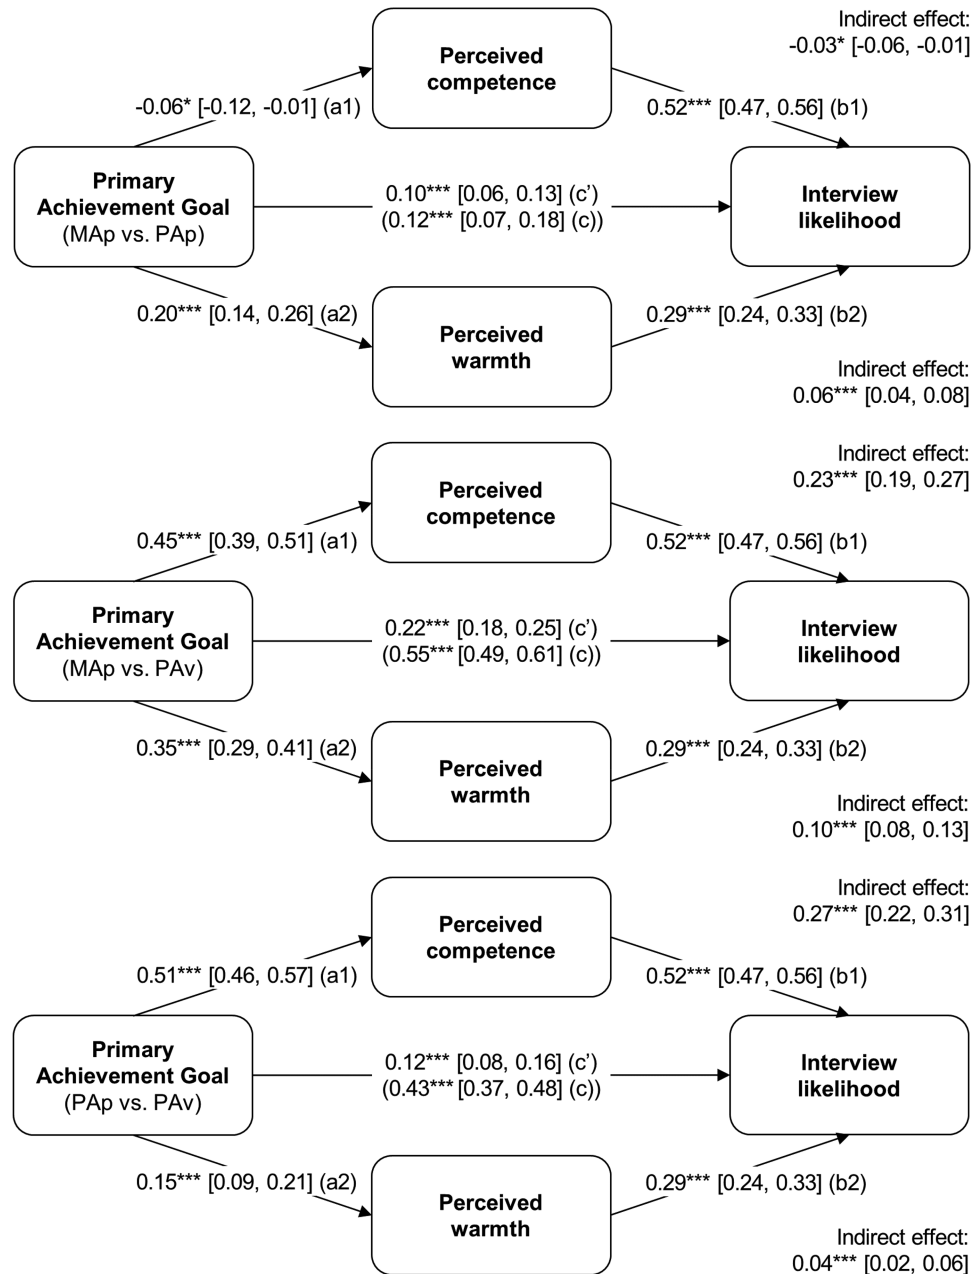 Indirect effect:
-0.03* [-0.06, -0.01]
Perceived
competence
-0.06* [-0.12, -0.01] (a1)
0.52*** [0.47, 0.56] (b1)
Primary
Achievement Goal
(MAp vs. PAp)
0.10*** [0.06, 0.13] (c’)
(0.12*** [0.07, 0.18] (c))
Interview
likelihood
0.20*** [0.14, 0.26] (a2)
0.29*** [0.24, 0.33] (b2)
Perceived
warmth
Indirect effect:
0.06*** [0.04, 0.08]
Indirect effect:
0.23*** [0.19, 0.27]
Perceived
competence
0.45*** [0.39, 0.51] (a1)
0.52*** [0.47, 0.56] (b1)
Primary
Achievement Goal
(MAp vs. PAv)
0.22*** [0.18, 0.25] (c’)
(0.55*** [0.49, 0.61] (c))
Interview
likelihood
0.35*** [0.29, 0.41] (a2)
0.29*** [0.24, 0.33] (b2)
Perceived
warmth
Indirect effect:
0.10*** [0.08, 0.13]
Indirect effect:
0.27*** [0.22, 0.31]
Perceived
competence
0.51*** [0.46, 0.57] (a1)
0.52*** [0.47, 0.56] (b1)
Primary
Achievement Goal
(PAp vs. PAv)
0.12*** [0.08, 0.16] (c’)
(0.43*** [0.37, 0.48] (c))
Interview
likelihood
0.15*** [0.09, 0.21] (a2)
0.29*** [0.24, 0.33] (b2)
Perceived
warmth
Indirect effect:
0.04*** [0.02, 0.06]